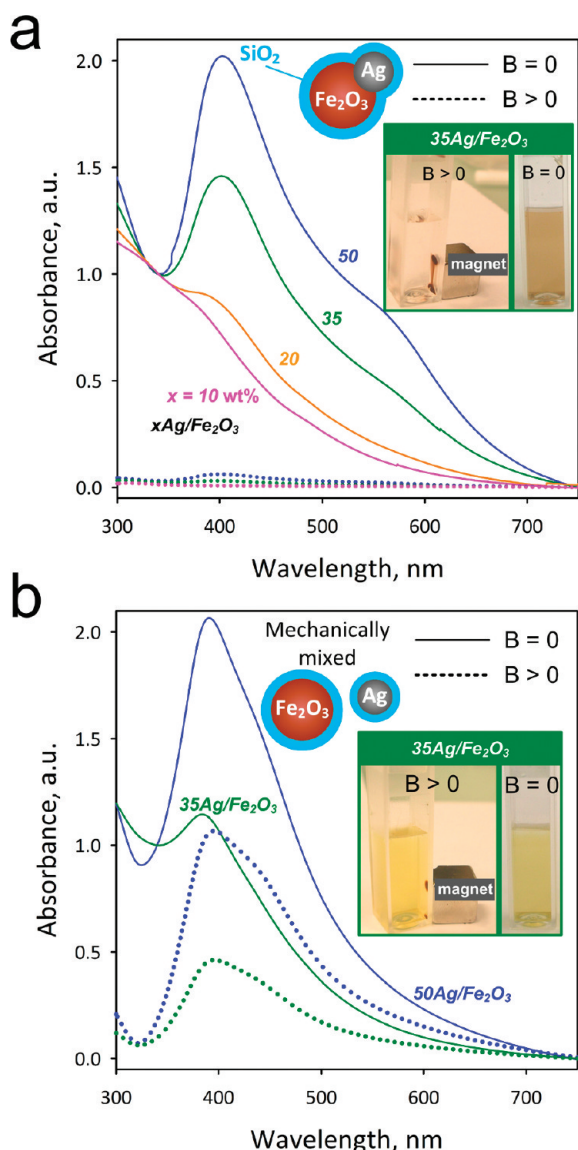 a
SiO₂
Ag
Fe₂O₃
B = 0
B > 0
35Ag/Fe₂O₃
B > 0
B = 0
magnet
50
35
20
x = 10 wt%
xAg/Fe₂O₃
2.0
1.5
1.0
0.5
0.0
Absorbance, a.u.
300
400
500
600
700
Wavelength, nm
b
Mechanically
mixed
Fe₂O₃
Ag
B = 0
B > 0
35Ag/Fe₂O₃
B > 0
B = 0
magnet
35Ag/Fe₂O₃
50Ag/Fe₂O₃
2.0
1.5
1.0
0.5
0.0
Absorbance, a.u.
300
400
500
600
700
Wavelength, nm